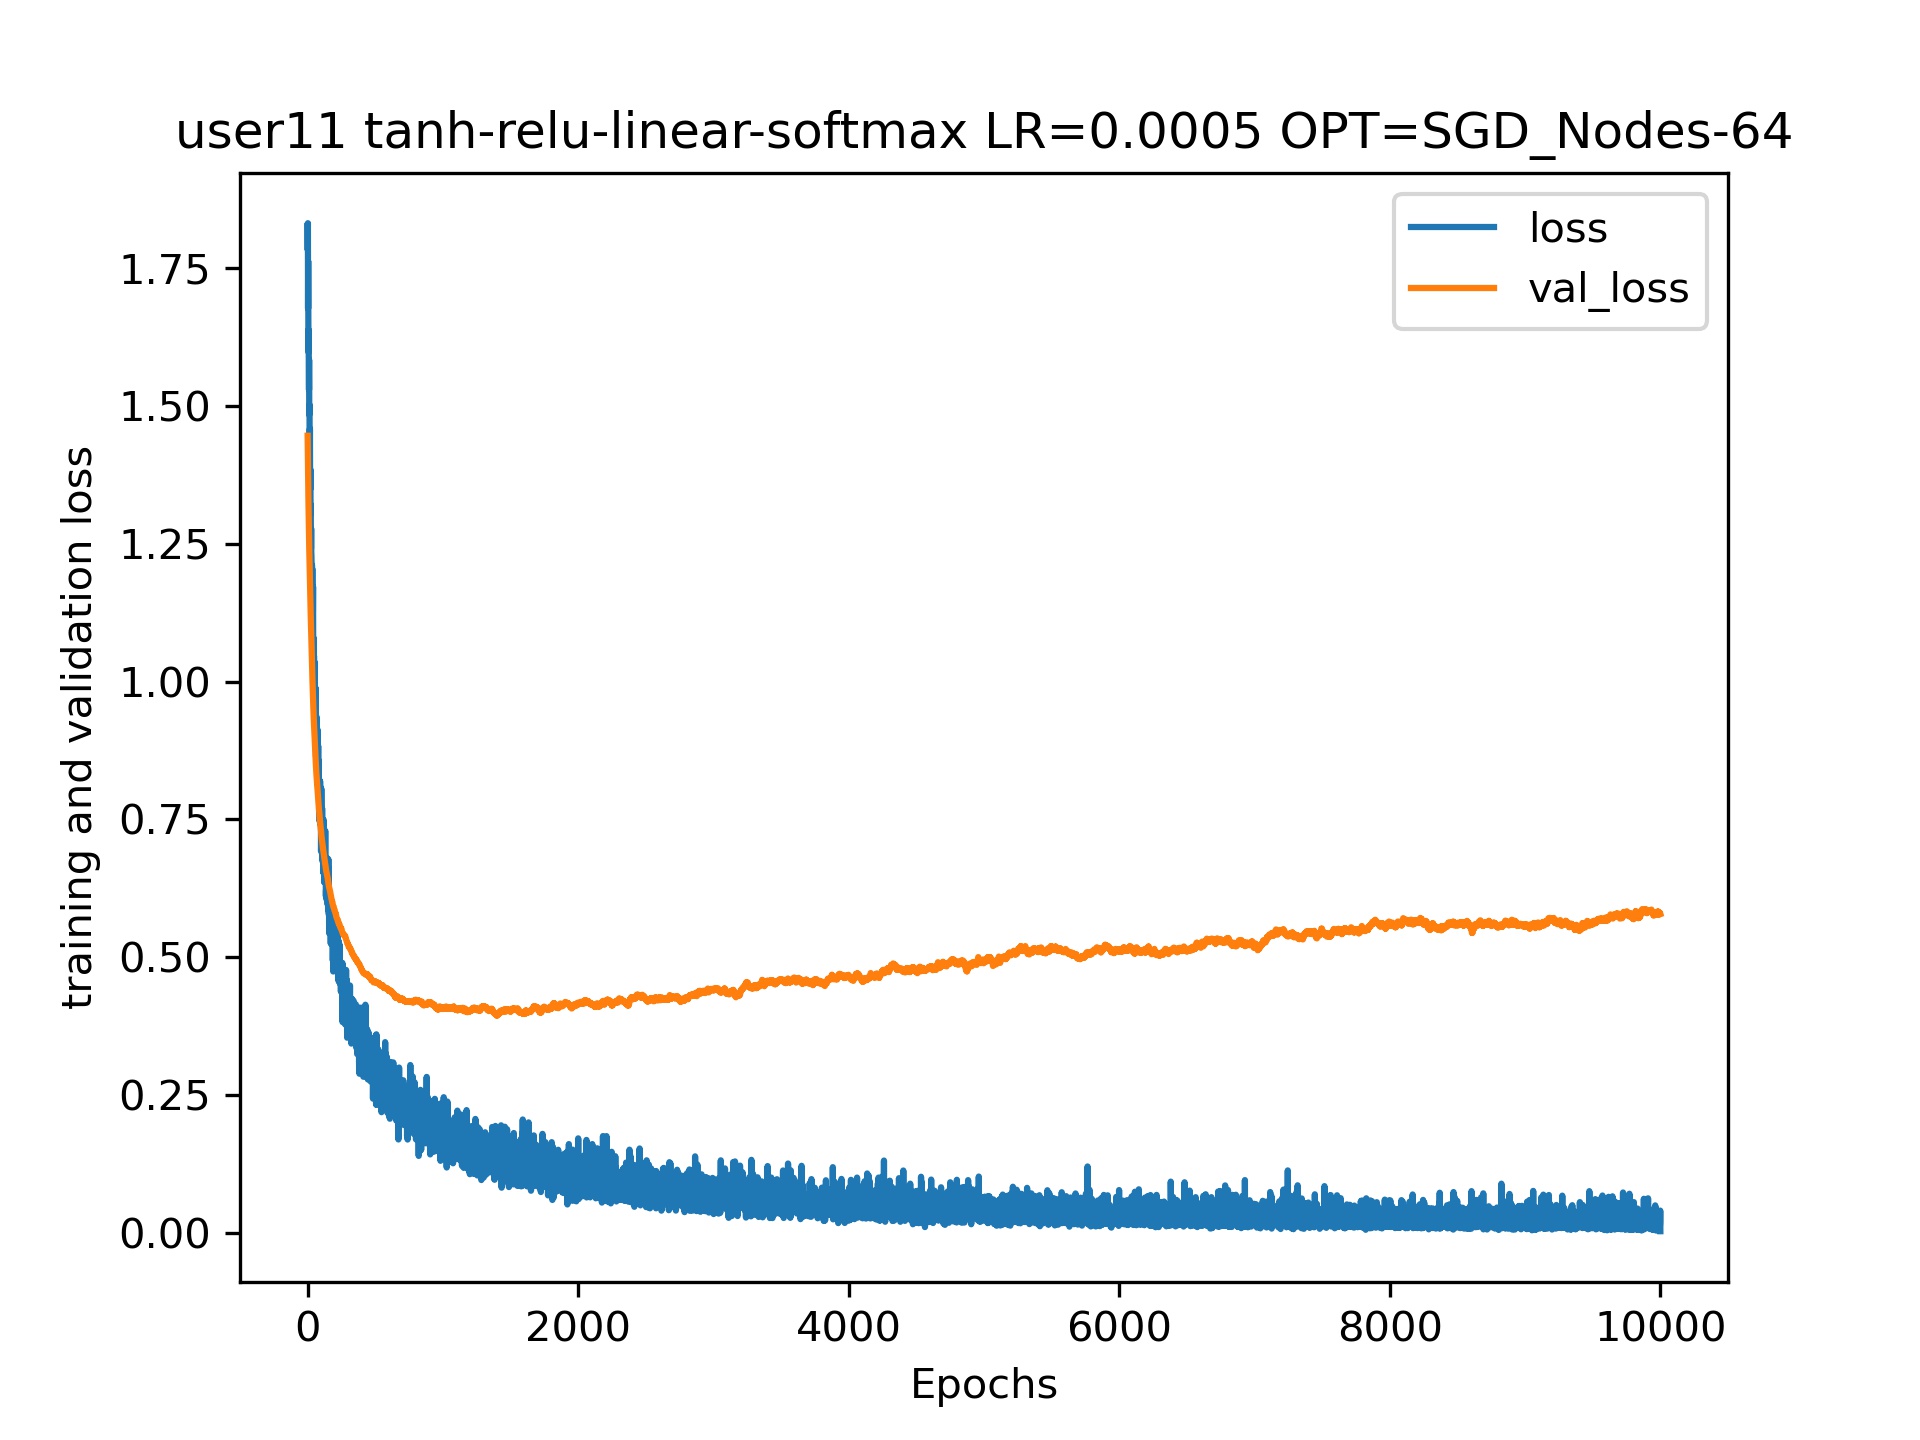 user11 tanh-relu-linear-softmax LR=0.0005 OPT=SGD_Nodes-64
loss
val_loss
training and validation loss
1.75
1.50
1.25
1.00
0.75
0.50
0.25
0.00
0 2000 4000 6000 8000 10000
Epochs